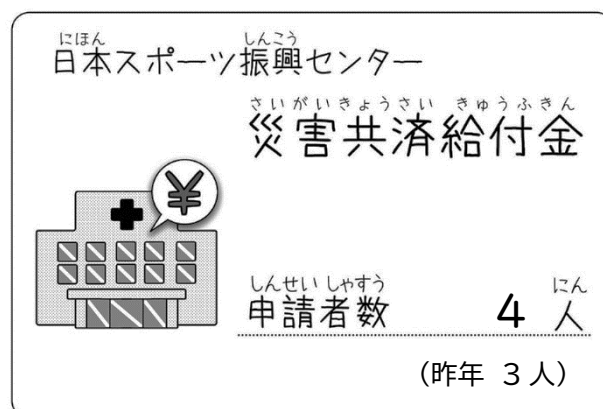 にほん しんこう
日本スポーツ振興センター
さいがいきょうさい きゅうふきん
災害共済給付金
¥
しんせいしゃすう にん
申請者数 4 人
(昨年 3人)